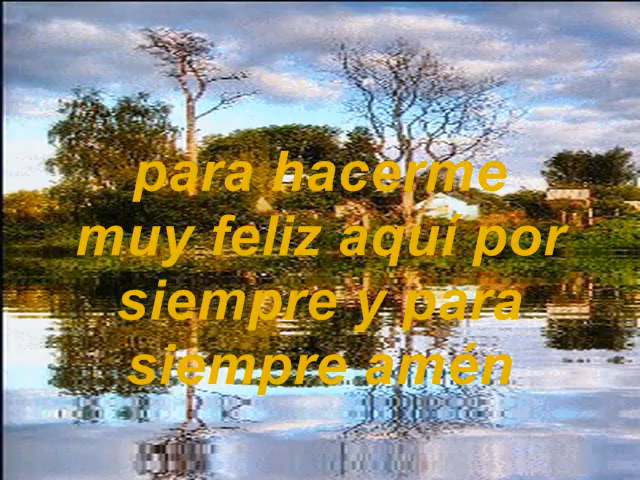 para hacerme
muy feliz aquí por
siempre y para
siempre amén